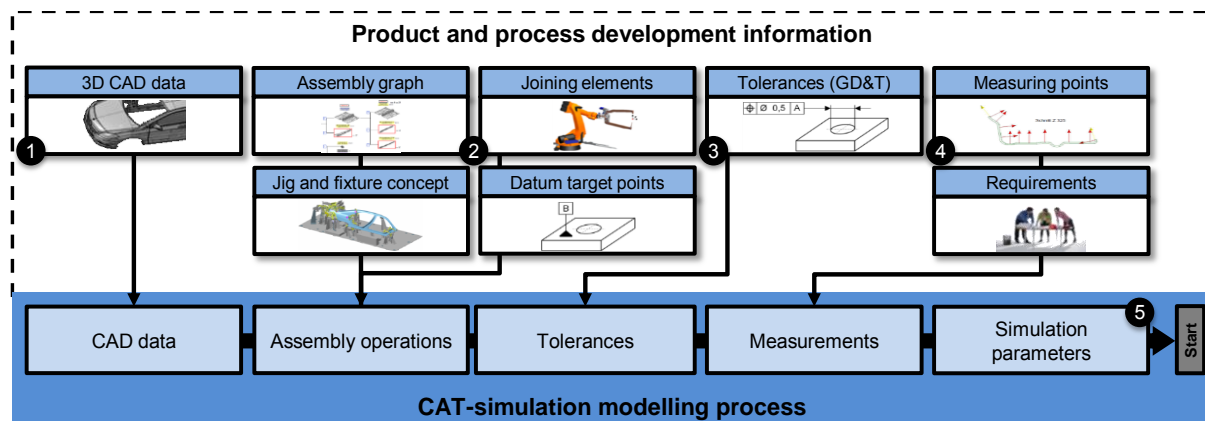 Product and process development information
3D CAD data
Assembly graph
Joining elements
Tolerances (GD&T)
Measuring points
⌖ Ø 0,5 A
1
2
3
4
Jig and fixture concept
Datum target points
Requirements
B
5
CAD data
Assembly operations
Tolerances
Measurements
Simulation
parameters
Start
CAT-simulation modelling process